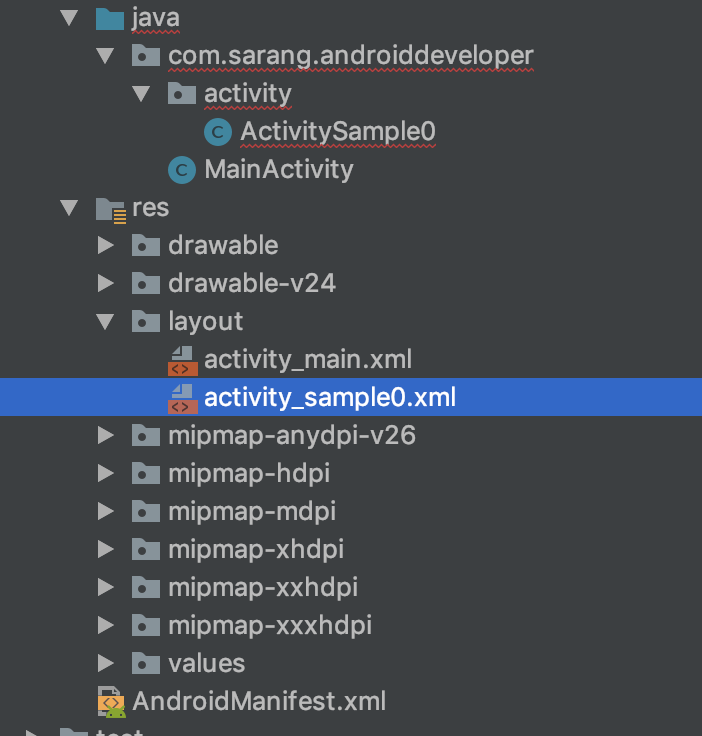 java
com.sarang.androiddeveloper
activity
ActivitySample0
MainActivity
res
drawable
drawable-v24
layout
activity_main.xml
activity_sample0.xml
mipmap-anydpi-v26
mipmap-hdpi
mipmap-mdpi
mipmap-xhdpi
mipmap-xxhdpi
mipmap-xxxhdpi
values
AndroidManifest.xml